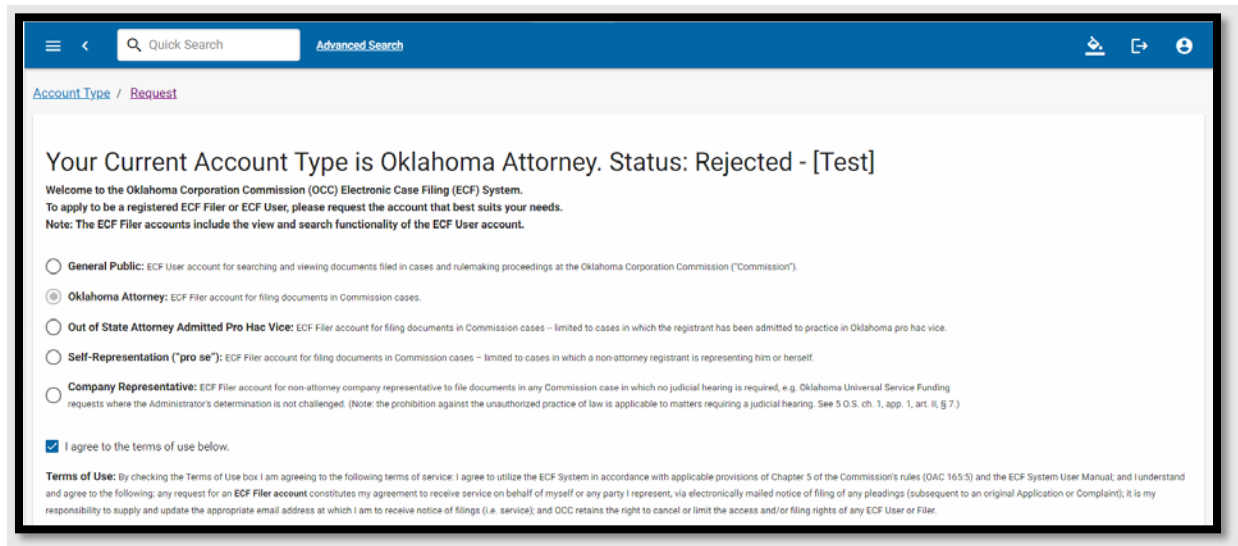 Quick Search
Advanced Search
Account Type / Request
Your Current Account Type is Oklahoma Attorney. Status: Rejected - [Test]
Welcome to the Oklahoma Corporation Commission (OCC) Electronic Case Filing (ECF) System.
To apply to be a registered ECF Filer or ECF User, please request the account that best suits your needs.
Note: The ECF Filer accounts include the view and search functionality of the ECF User account.
General Public: ECF User account for searching and viewing documents filed in cases and rulemaking proceedings at the Oklahoma Corporation Commission ("Commission").
Oklahoma Attorney: ECF Filer account for filing documents in Commission cases.
Out of State Attorney Admitted Pro Hac Vice: ECF Filer account for filing documents in Commission cases – limited to cases in which the registrant has been admitted to practice in Oklahoma pro hac vice.
Self-Representation ("pro se"): ECF Filer account for filing documents in Commission cases – limited to cases in which a non-attorney registrant is representing him or herself.
Company Representative: ECF Filer account for non-attorney company representative to file documents in any Commission case in which no judicial hearing is required, e.g. Oklahoma Universal Service Funding
requests where the Administrator's determination is not challenged. (Note: the prohibition against the unauthorized practice of law is applicable to matters requiring a judicial hearing. See 5 O.S. ch. 1, app. 1, art. II, § 7.)
I agree to the terms of use below.
Terms of Use: By checking the Terms of Use box I am agreeing to the following terms of service: I agree to utilize the ECF System in accordance with applicable provisions of Chapter 5 of the Commission's rules (OAC 165:5) and the ECF System User Manual; and I understand
and agree to the following: any request for an ECF Filer account constitutes my agreement to receive service on behalf of myself or any party I represent, via electronically mailed notice of filing of any pleadings (subsequent to an original Application or Complaint); it is my
responsibility to supply and update the appropriate email address at which I am to receive notice of filings (i.e. service); and OCC retains the right to cancel or limit the access and/or filing rights of any ECF User or Filer.